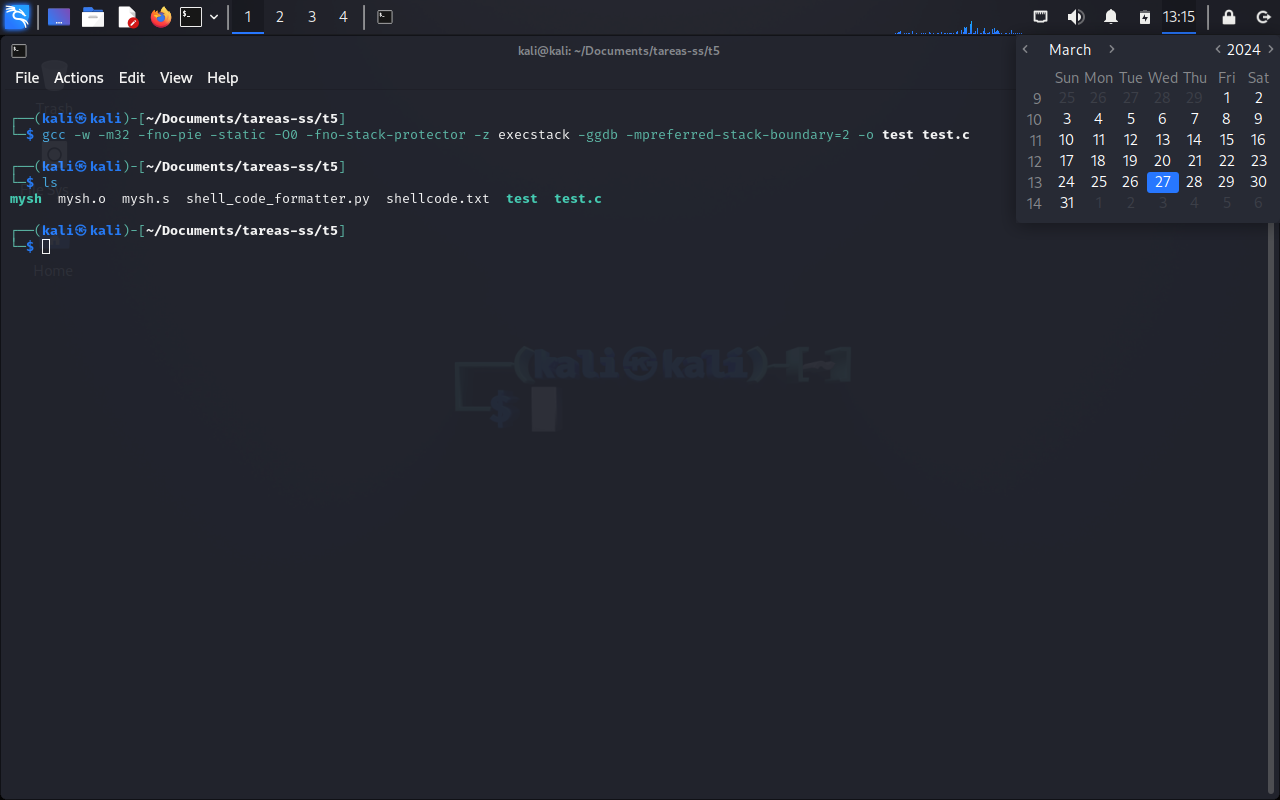 1 2 3 4 13:15
kali@kali: ~/Documents/tareas-ss/t5
File Actions Edit View Help
Trash
┌──(kali㉿kali)-[~/Documents/tareas-ss/t5]
└─$ gcc -w -m32 -fno-pie -static -O0 -fno-stack-protector -z execstack -ggdb -mpreferred-stack-boundary=2 -o test test.c
┌──(kali㉿kali)-[~/Documents/tareas-ss/t5]
└─$ ls
mysh mysh.o mysh.s shell_code_formatter.py shellcode.txt test test.c
┌──(kali㉿kali)-[~/Documents/tareas-ss/t5]
└─$
Home
┌──(kali㉿kali)-[~]
└─$
March 2024
Sun Mon Tue Wed Thu Fri Sat
9 25 26 27 28 29 1 2
10 3 4 5 6 7 8 9
11 10 11 12 13 14 15 16
12 17 18 19 20 21 22 23
13 24 25 26 27 28 29 30
14 31 1 2 3 4 5 6